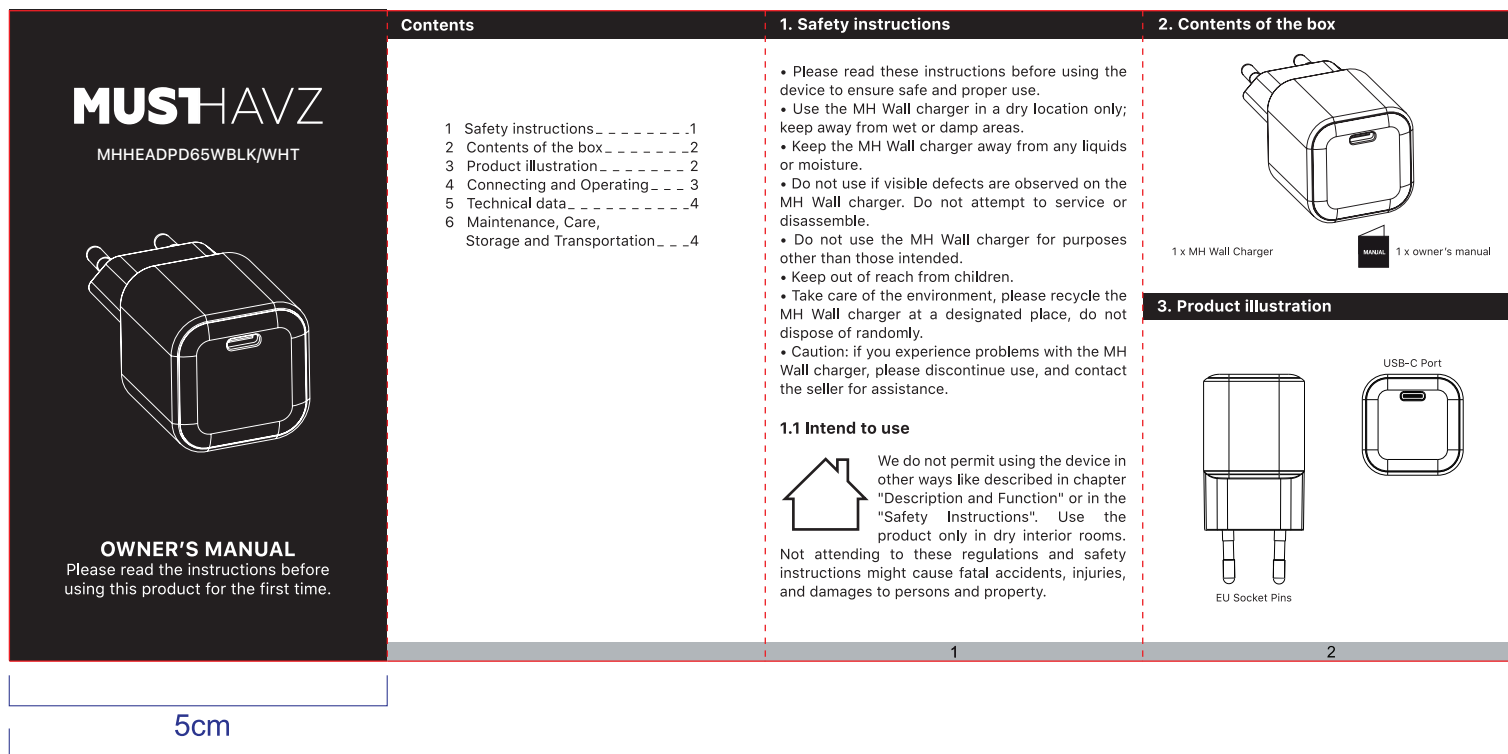 MUSTHAVZ
MHHEADPD65WBLK/WHT
OWNER'S MANUAL
Please read the instructions before
using this product for the first time.
Contents
1 Safety instructions_ _ _ _ _ _ _ _1
2 Contents of the box_ _ _ _ _ _ _2
3 Product illustration_ _ _ _ _ _ _ 2
4 Connecting and Operating_ _ _ 3
5 Technical data_ _ _ _ _ _ _ _ _ _4
6 Maintenance, Care,
Storage and Transportation_ _ _4
1. Safety instructions
• Please read these instructions before using the
device to ensure safe and proper use.
• Use the MH Wall charger in a dry location only;
keep away from wet or damp areas.
• Keep the MH Wall charger away from any liquids
or moisture.
• Do not use if visible defects are observed on the
MH Wall charger. Do not attempt to service or
disassemble.
• Do not use the MH Wall charger for purposes
other than those intended.
• Keep out of reach from children.
• Take care of the environment, please recycle the
MH Wall charger at a designated place, do not
dispose of randomly.
• Caution: if you experience problems with the MH
Wall charger, please discontinue use, and contact
the seller for assistance.
1.1 Intend to use
We do not permit using the device in
other ways like described in chapter
"Description and Function" or in the
"Safety Instructions". Use the
product only in dry interior rooms.
Not attending to these regulations and safety
instructions might cause fatal accidents, injuries,
and damages to persons and property.
1
2. Contents of the box
1 x MH Wall Charger
MANUAL
1 x owner's manual
3. Product illustration
USB-C Port
EU Socket Pins
2
5cm